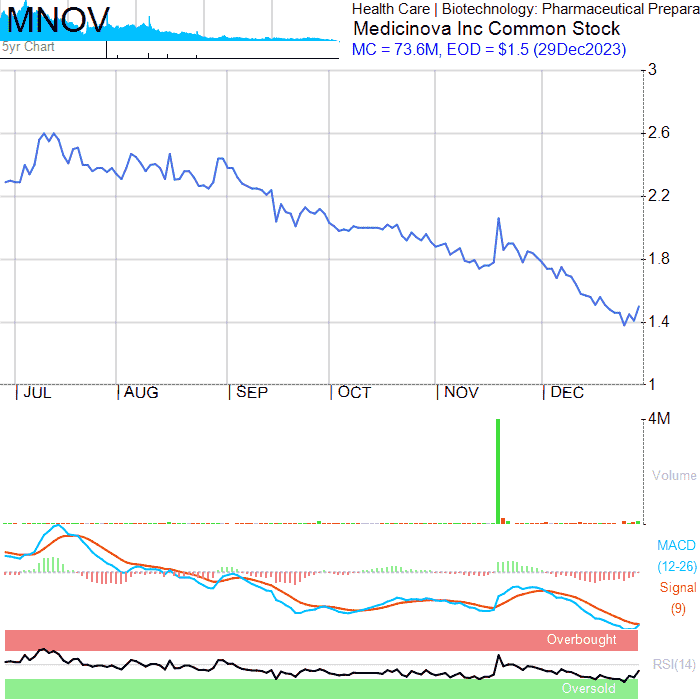 MNOV
5yr Chart
Health Care | Biotechnology: Pharmaceutical Prepara
Medicinova Inc Common Stock
MC = 73.6M, EOD = $1.5 (29Dec2023)
3
2.6
2.2
1.8
1.4
1
JUL AUG SEP OCT NOV DEC
4M
Volume
MACD
(12-26)
Signal
(9)
Overbought
RSI(14)
Oversold